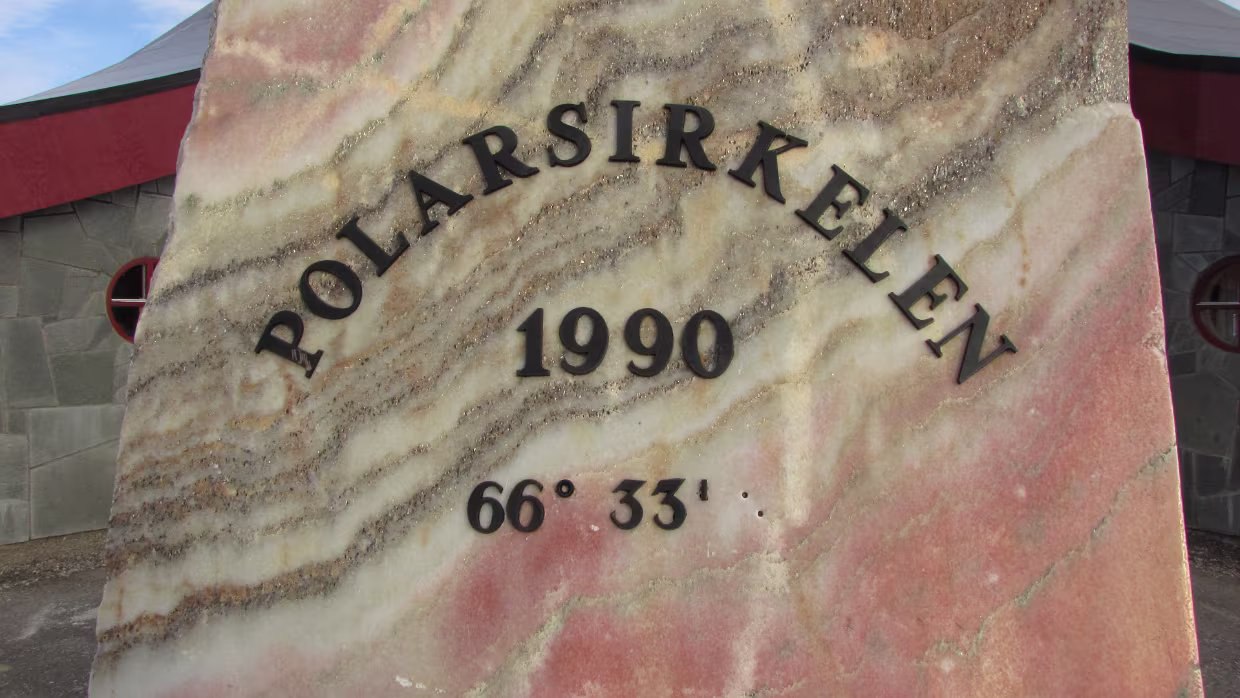 POLARSIRKELEN
1990
66° 33'